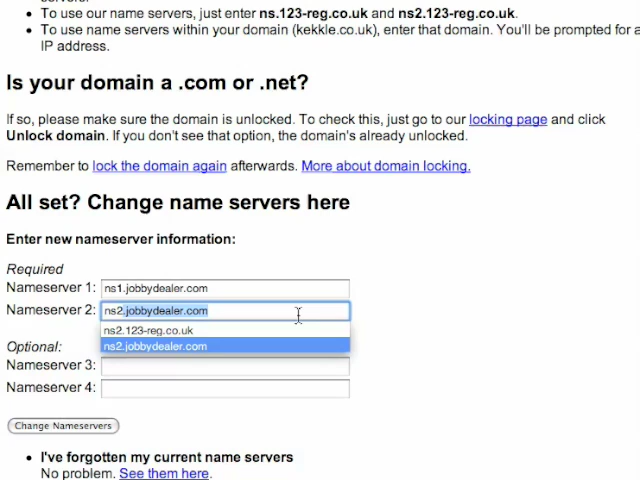 To use our name servers, just enter ns.123-reg.co.uk and ns2.123-reg.co.uk.
To use name servers within your domain (kekkle.co.uk), enter that domain. You'll be prompted for a
IP address.
Is your domain a .com or .net?
If so, please make sure the domain is unlocked. To check this, just go to our locking page and click
Unlock domain. If you don't see that option, the domain's already unlocked.
Remember to lock the domain again afterwards. More about domain locking.
All set? Change name servers here
Enter new nameserver information:
Required
Nameserver 1: ns1.jobbydealer.com
Nameserver 2: ns2.jobbydealer.com
ns2.123-reg.co.uk
Optional: ns2.jobbydealer.com
Nameserver 3:
Nameserver 4:
Change Nameservers
I've forgotten my current name servers
No problem. See them here.